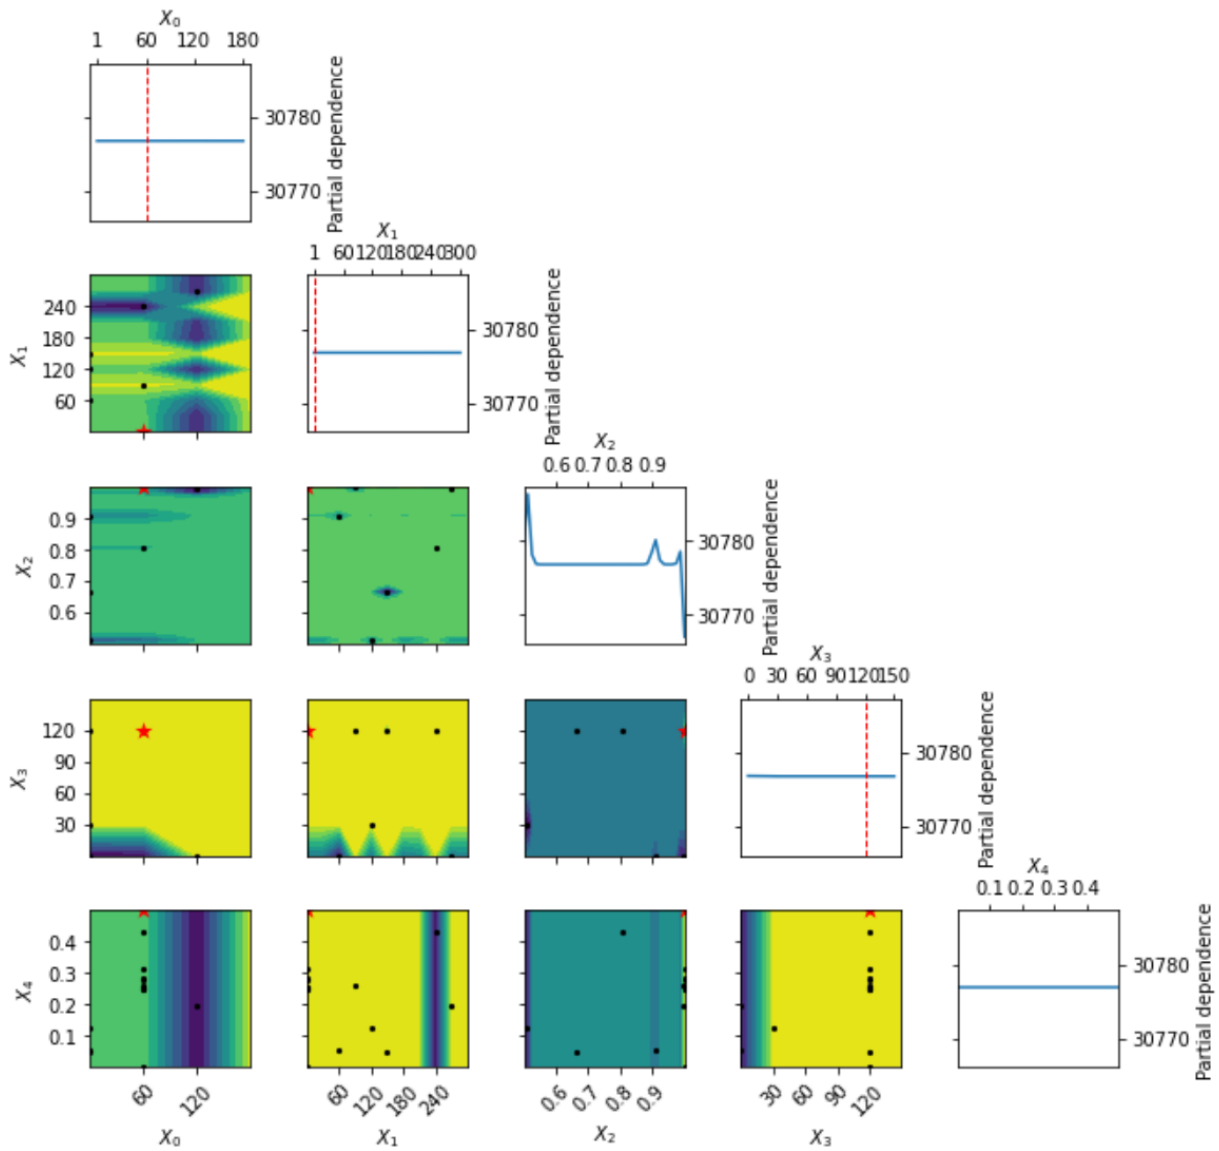 X₀
1 60 120 180
30780
30770
Partial dependence
X₁
1 60120180240300
240
180
120
60
X₁
30780
30770
Partial dependence
X₂
0.6 0.7 0.8 0.9
0.9
0.8
0.7
0.6
X₂
30780
30770
Partial dependence
X₃
0 30 60 90120150
120
90
60
30
X₃
30780
30770
Partial dependence
X₄
0.1 0.2 0.3 0.4
0.4
0.3
0.2
0.1
X₄
30780
30770
Partial dependence
60 120
60 120 180 240
0.6 0.7 0.8 0.9
30 60 90 120
X₀ X₁ X₂ X₃